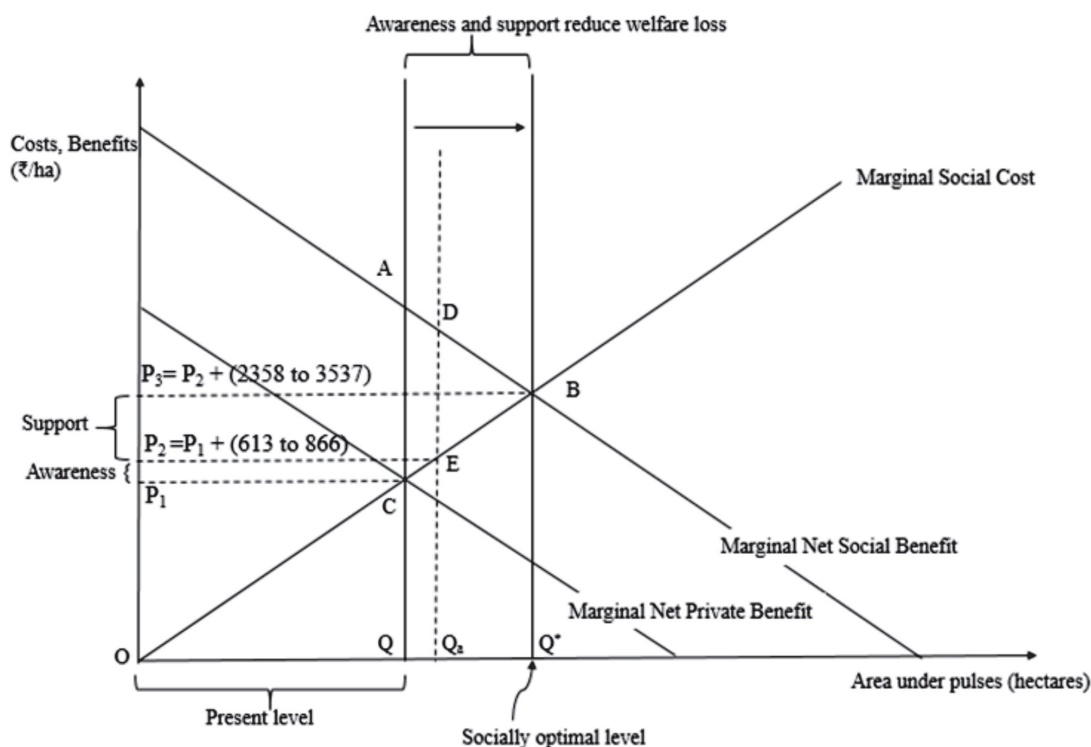 Awareness and support reduce welfare loss
Costs, Benefits
(₹/ha)
Marginal Social Cost
A
D
P₃= P₂ + (2358 to 3537)
B
Support
P₂ =P₁ + (613 to 866)
E
Awareness
P₁
C
Marginal Net Social Benefit
Marginal Net Private Benefit
O
Q
Qₐ
Q*
Area under pulses (hectares)
Present level
Socially optimal level